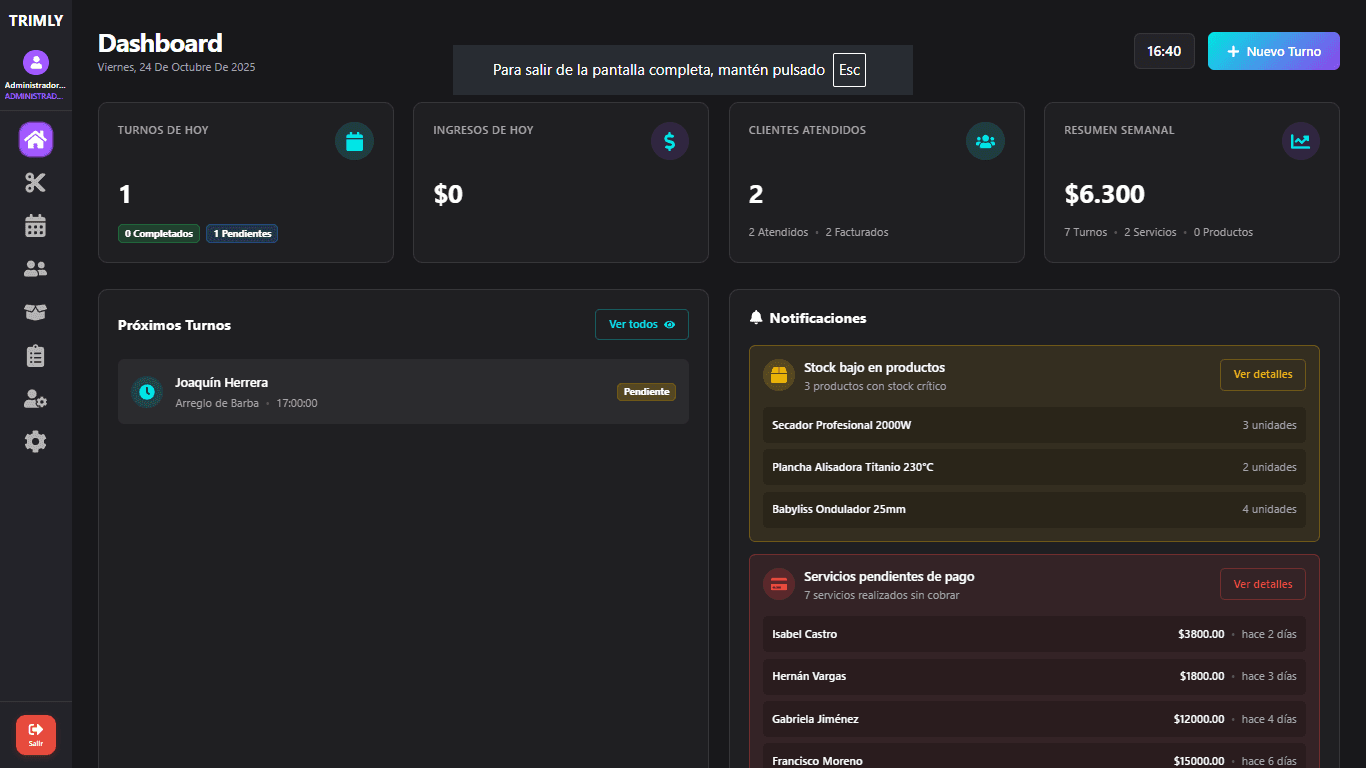 TRIMLY
Administrador...
ADMINISTRAD...
Salir
Dashboard
Viernes, 24 De Octubre De 2025
Para salir de la pantalla completa, mantén pulsado Esc
16:40
+ Nuevo Turno
TURNOS DE HOY
1
0 Completados 1 Pendientes
INGRESOS DE HOY
$
$0
CLIENTES ATENDIDOS
2
2 Atendidos • 2 Facturados
RESUMEN SEMANAL
$6.300
7 Turnos • 2 Servicios • 0 Productos
Próximos Turnos
Ver todos
Joaquín Herrera
Arreglo de Barba • 17:00:00
Pendiente
Notificaciones
Stock bajo en productos
3 productos con stock crítico
Ver detalles
Secador Profesional 2000W 3 unidades
Plancha Alisadora Titanio 230°C 2 unidades
Babyliss Ondulador 25mm 4 unidades
Servicios pendientes de pago
7 servicios realizados sin cobrar
Ver detalles
Isabel Castro $3800.00 • hace 2 días
Hernán Vargas $1800.00 • hace 3 días
Gabriela Jiménez $12000.00 • hace 4 días
Francisco Moreno $15000.00 • hace 6 días